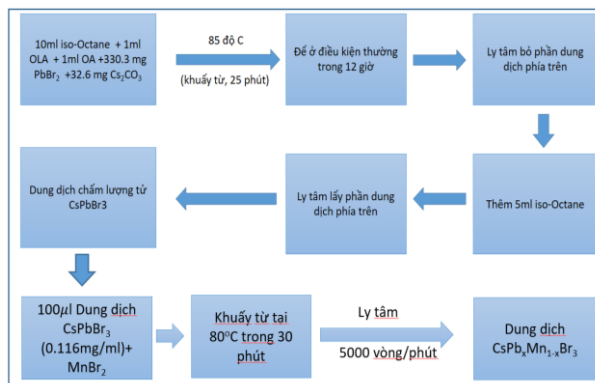 10ml iso-Octane + 1ml
OLA + 1ml OA +330.3 mg
PbBr₂ +32.6 mg Cs₂CO₃
85 độ C
(khuấy từ, 25 phút)
Để ở điều kiện thường
trong 12 giờ
Ly tâm bỏ phần dung
dịch phía trên
Thêm 5ml iso-Octane
Ly tâm lấy phần dung
dịch phía trên
Dung dịch chấm lượng tử
CsPbBr3
100μl Dung dịch
CsPbBr₃
(0.116mg/ml)+
MnBr₂
Khuấy từ tại
80°C trong 30
phút
Ly tâm
5000 vòng/phút
Dung dịch
CsPbₓMn₁₋ₓBr₃